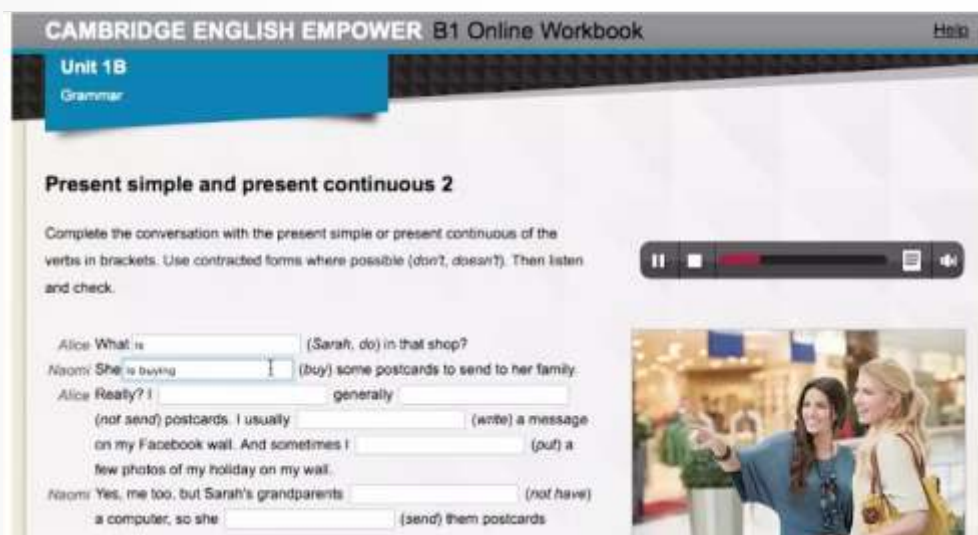 CAMBRIDGE ENGLISH EMPOWER B1 Online Workbook Help
Unit 1B
Grammar
Present simple and present continuous 2
Complete the conversation with the present simple or present continuous of the
verbs in brackets. Use contracted forms where possible (don't, doesn't). Then listen
and check.
Alice What is (Sarah, do) in that shop?
Naomi She is buying (buy) some postcards to send to her family.
Alice Really? I generally
(not send) postcards. I usually (write) a message
on my Facebook wall. And sometimes I (put) a
few photos of my holiday on my wall.
Naomi Yes, me too, but Sarah's grandparents (not have)
a computer, so she (send) them postcards